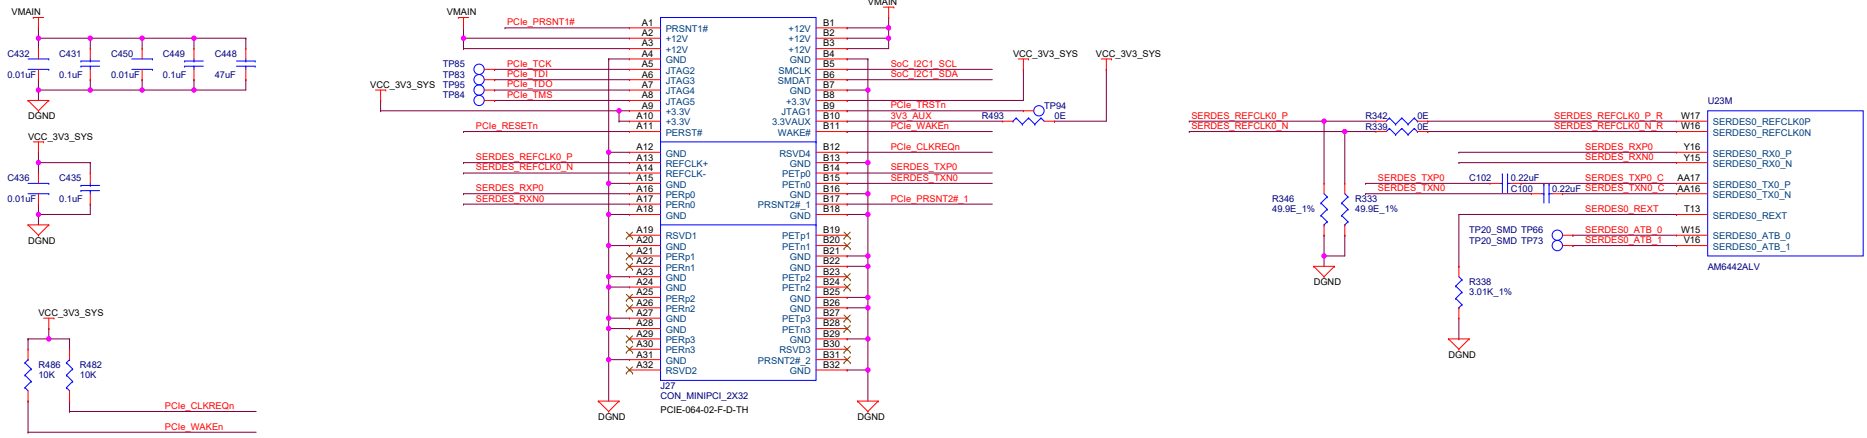 VMAIN
C432
0.01uF
C431
0.1uF
C450
0.01uF
C449
0.1uF
C448
47uF
DGND
VCC_3V3_SYS
C436
0.01uF
C435
0.1uF
DGND
VCC_3V3_SYS
R486
10K
R482
10K
PCIe_CLKREQn
PCIe_WAKEn
VMAIN
VMAIN
PCIe_PRSNT1# A1 PRSNT1# +12V B1
A2 +12V +12V B2
A3 +12V +12V B3
A4 GND GND B4
TP85 PCIe_TCK A5 JTAG2 SMCLK B5 SoC_I2C1_SCL
TP83 PCIe_TDI A6 JTAG3 SMDAT B6 SoC_I2C1_SDA
TP95 PCIe_TDO A7 JTAG4 GND B7
TP84 PCIe_TMS A8 JTAG5 +3.3V B8
VCC_3V3_SYS
VCC_3V3_SYS
VCC_3V3_SYS
A9 +3.3V JTAG1 B9 PCIe_TRSTn TP94
A10 +3.3V 3.3VAUX B10 3V3_AUX R493 0E
PCIe_RESETn A11 PERST# WAKE# B11 PCIe_WAKEn
A12 GND RSVD4 B12 PCIe_CLKREQn
SERDES_REFCLK0_P A13 REFCLK+ GND B13
SERDES_REFCLK0_N A14 REFCLK- PETp0 B14 SERDES_TXP0
A15 GND PETn0 B15 SERDES_TXN0
SERDES_RXP0 A16 PERp0 GND B16
SERDES_RXN0 A17 PERn0 PRSNT2#_1 B17 PCIe_PRSNT2#_1
A18 GND GND B18
A19 RSVD1 PETp1 B19
A20 GND PETn1 B20
A21 PERp1 GND B21
A22 PERn1 GND B22
A23 GND PETp2 B23
A24 GND PETn2 B24
A25 PERp2 GND B25
A26 PERn2 GND B26
A27 GND PETp3 B27
A28 GND PETn3 B28
A29 PERp3 GND B29
A30 PERn3 RSVD3 B30
A31 GND PRSNT2#_2 B31
A32 RSVD2 GND B32
J27
CON_MINIPCI_2X32
PCIE-064-02-F-D-TH
DGND
DGND
U23M
SERDES_REFCLK0_P R342 0E SERDES_REFCLK0_P_R W17 SERDES0_REFCLK0P
SERDES_REFCLK0_N R339 0E SERDES_REFCLK0_N_R W16 SERDES0_REFCLK0N
SERDES_RXP0 Y16 SERDES0_RX0_P
SERDES_RXN0 Y15 SERDES0_RX0_N
SERDES_TXP0 C102 0.22uF SERDES_TXP0_C AA17 SERDES0_TX0_P
SERDES_TXN0 C100 0.22uF SERDES_TXN0_C AA16 SERDES0_TX0_N
R346
49.9E_1%
R333
49.9E_1%
SERDES0_REXT T13 SERDES0_REXT
TP20_SMD TP66 SERDES0_ATB_0 W15 SERDES0_ATB_0
TP20_SMD TP73 SERDES0_ATB_1 V16 SERDES0_ATB_1
AM6442ALV
DGND
R338
3.01K_1%
DGND